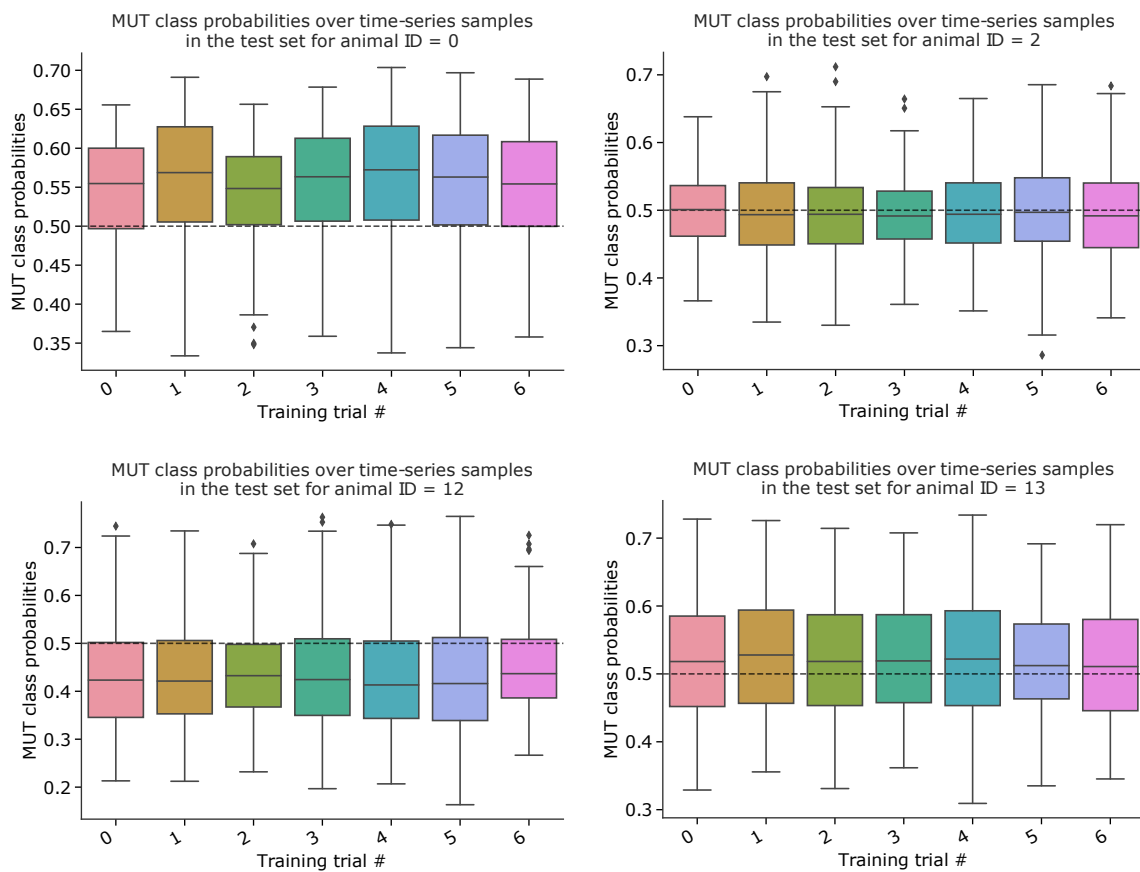 MUT class probabilities over time-series samples
in the test set for animal ID = 0
MUT class probabilities
0.70
0.65
0.60
0.55
0.50
0.45
0.40
0.35
0 1 2 3 4 5 6
Training trial #
MUT class probabilities over time-series samples
in the test set for animal ID = 2
MUT class probabilities
0.7
0.6
0.5
0.4
0.3
0 1 2 3 4 5 6
Training trial #
MUT class probabilities over time-series samples
in the test set for animal ID = 12
MUT class probabilities
0.7
0.6
0.5
0.4
0.3
0.2
0 1 2 3 4 5 6
Training trial #
MUT class probabilities over time-series samples
in the test set for animal ID = 13
MUT class probabilities
0.7
0.6
0.5
0.4
0.3
0 1 2 3 4 5 6
Training trial #